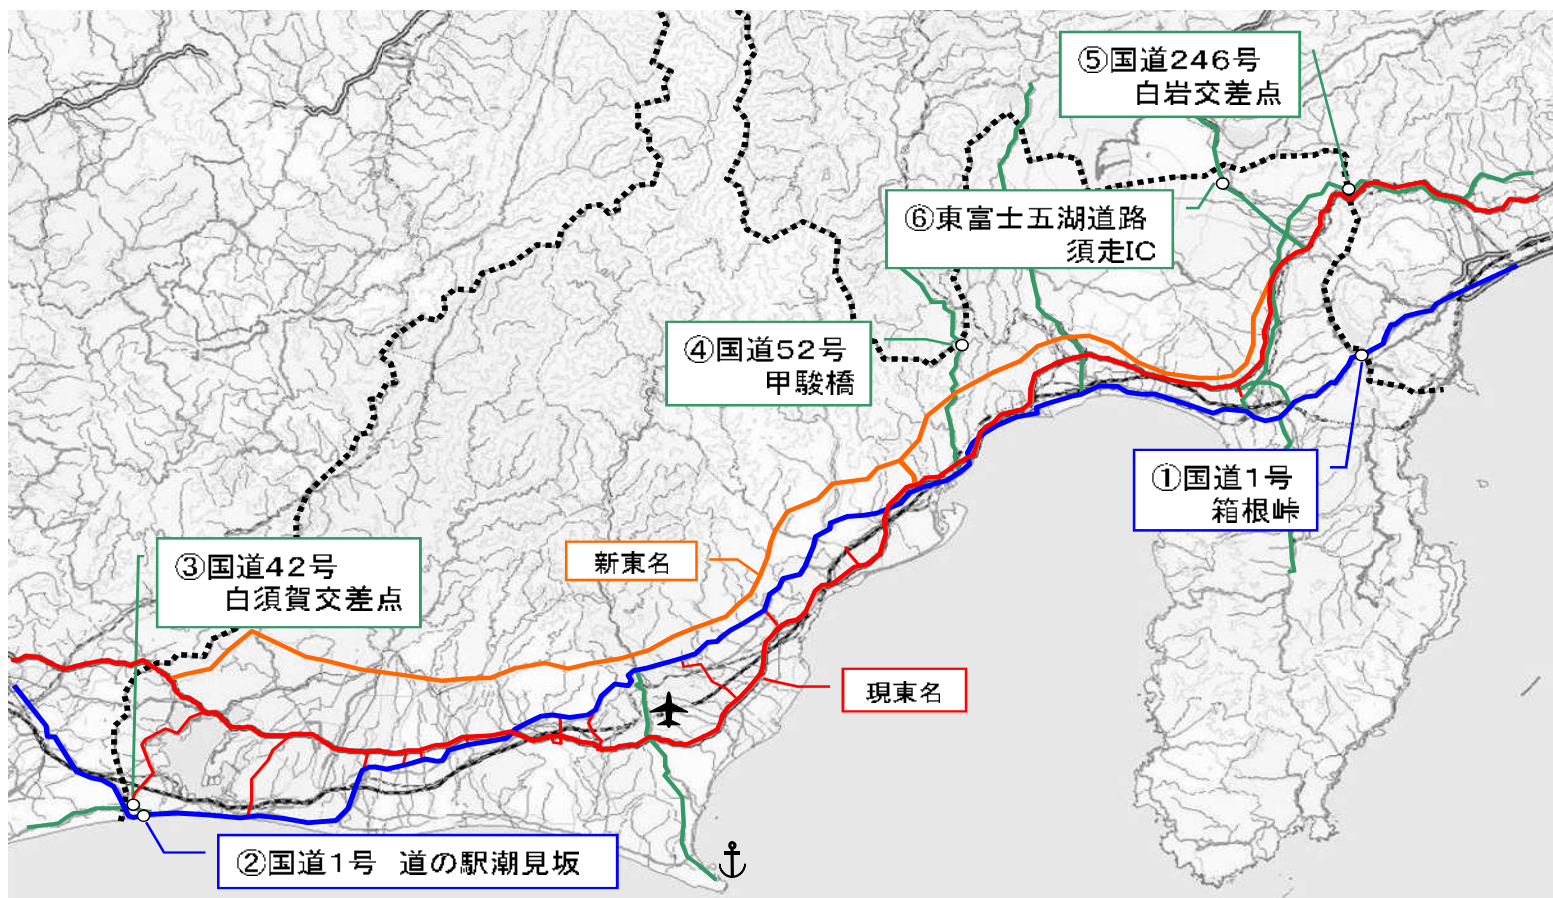 ⑤国道246号
白岩交差点
⑥東富士五湖道路
須走IC
④国道52号
甲駿橋
①国道1号
箱根峠
③国道42号
白須賀交差点
新東名
現東名
②国道1号 道の駅潮見坂